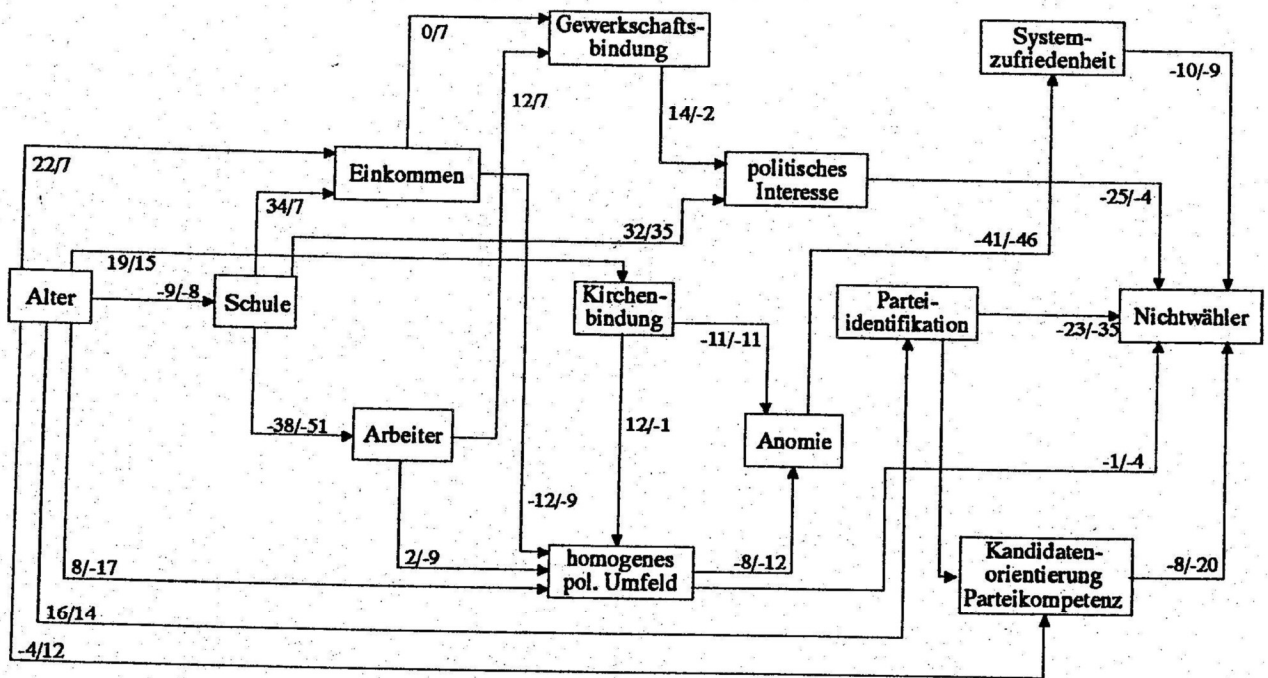 0/7
Gewerkschafts-
bindung
System-
zufriedenheit
-10/-9
12/7
14/-2
22/7
Einkommen
politisches
Interesse
34/7
-25/-4
32/35
-41/-46
19/15
Alter
-9/-8
Schule
Kirchen-
bindung
Partei-
identifikation
Nichtwähler
-11/-11
-23/-35
-38/-51
Arbeiter
12/-1
Anomie
-1/-4
-12/-9
2/-9
homogenes
pol. Umfeld
-8/-12
Kandidaten-
orientierung
Parteikompetenz
-8/-20
8/-17
16/14
-4/12